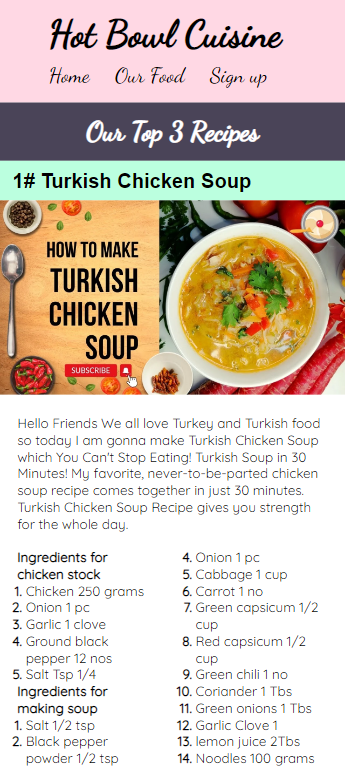 Hot Bowl Cuisine
Home Our Food Sign up
Our Top 3 Recipes
1# Turkish Chicken Soup
HOW TO MAKE
TURKISH
CHICKEN
SOUP
SUBSCRIBE
Hello Friends We all love Turkey and Turkish food
so today I am gonna make Turkish Chicken Soup
which You Can't Stop Eating! Turkish Soup in 30
Minutes! My favorite, never-to-be-parted chicken
soup recipe comes together in just 30 minutes.
Turkish Chicken Soup Recipe gives you strength
for the whole day.
Ingredients for
chicken stock
1. Chicken 250 grams
2. Onion 1 pc
3. Garlic 1 clove
4. Ground black
pepper 12 nos
5. Salt Tsp 1/4
Ingredients for
making soup
1. Salt 1/2 tsp
2. Black pepper
powder 1/2 tsp
4. Onion 1 pc
5. Cabbage 1 cup
6. Carrot 1 no
7. Green capsicum 1/2
cup
8. Red capsicum 1/2
cup
9. Green chili 1 no
10. Coriander 1 Tbs
11. Green onions 1 Tbs
12. Garlic Clove 1
13. lemon juice 2Tbs
14. Noodles 100 grams